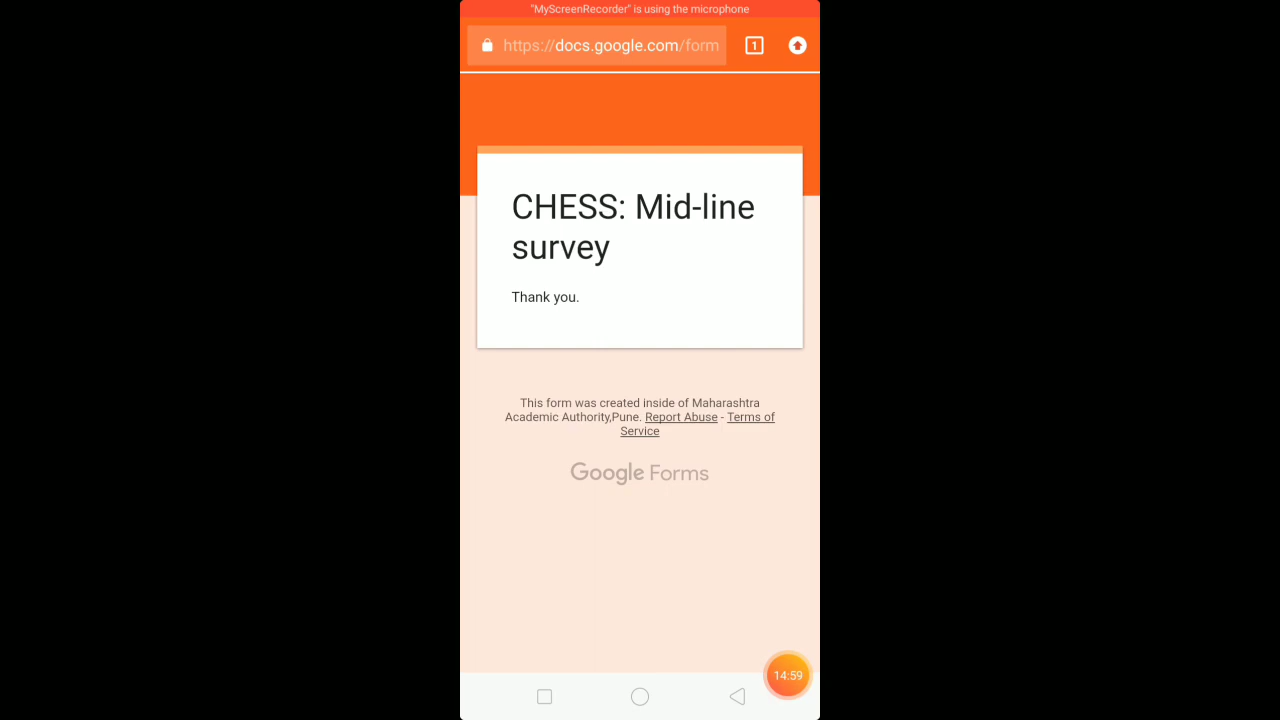 "MyScreenRecorder" is using the microphone
https://docs.google.com/form
1
CHESS: Mid-line
survey
Thank you.
This form was created inside of Maharashtra
Academic Authority,Pune. Report Abuse - Terms of
Service
Google Forms
14:59